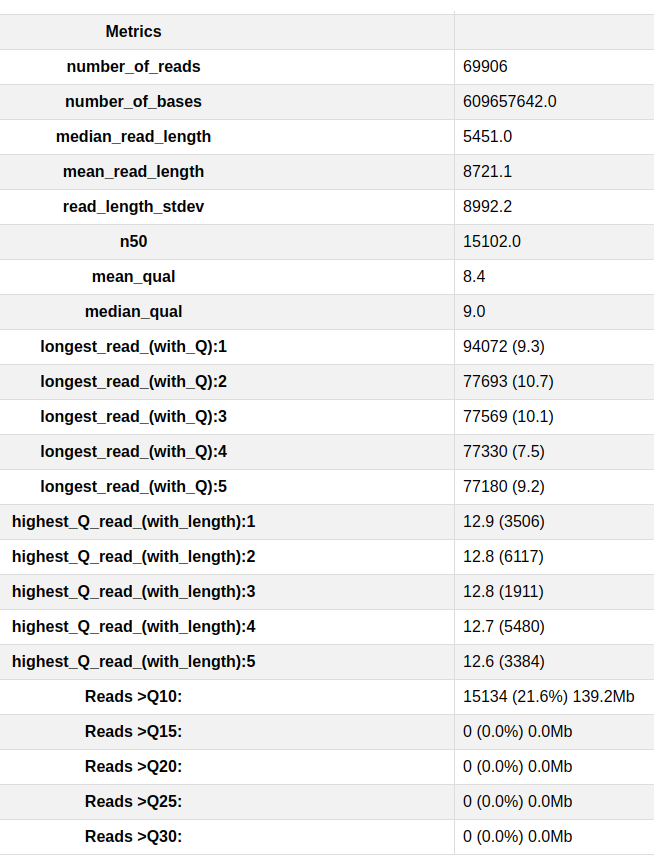 Metrics
number_of_reads 69906
number_of_bases 609657642.0
median_read_length 5451.0
mean_read_length 8721.1
read_length_stdev 8992.2
n50 15102.0
mean_qual 8.4
median_qual 9.0
longest_read_(with_Q):1 94072 (9.3)
longest_read_(with_Q):2 77693 (10.7)
longest_read_(with_Q):3 77569 (10.1)
longest_read_(with_Q):4 77330 (7.5)
longest_read_(with_Q):5 77180 (9.2)
highest_Q_read_(with_length):1 12.9 (3506)
highest_Q_read_(with_length):2 12.8 (6117)
highest_Q_read_(with_length):3 12.8 (1911)
highest_Q_read_(with_length):4 12.7 (5480)
highest_Q_read_(with_length):5 12.6 (3384)
Reads >Q10: 15134 (21.6%) 139.2Mb
Reads >Q15: 0 (0.0%) 0.0Mb
Reads >Q20: 0 (0.0%) 0.0Mb
Reads >Q25: 0 (0.0%) 0.0Mb
Reads >Q30: 0 (0.0%) 0.0Mb